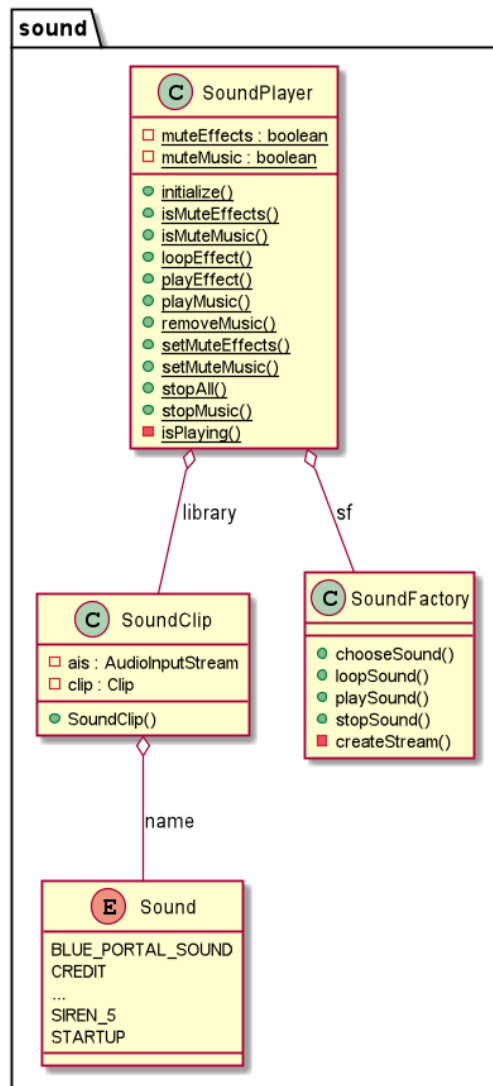 sound
C SoundPlayer
muteEffects : boolean
muteMusic : boolean
initialize()
isMuteEffects()
isMuteMusic()
loopEffect()
playEffect()
playMusic()
removeMusic()
setMuteEffects()
setMuteMusic()
stopAll()
stopMusic()
isPlaying()
library
sf
C SoundClip
ais : AudioInputStream
clip : Clip
SoundClip()
C SoundFactory
chooseSound()
loopSound()
playSound()
stopSound()
createStream()
name
E Sound
BLUE_PORTAL_SOUND
CREDIT
...
SIREN_5
STARTUP